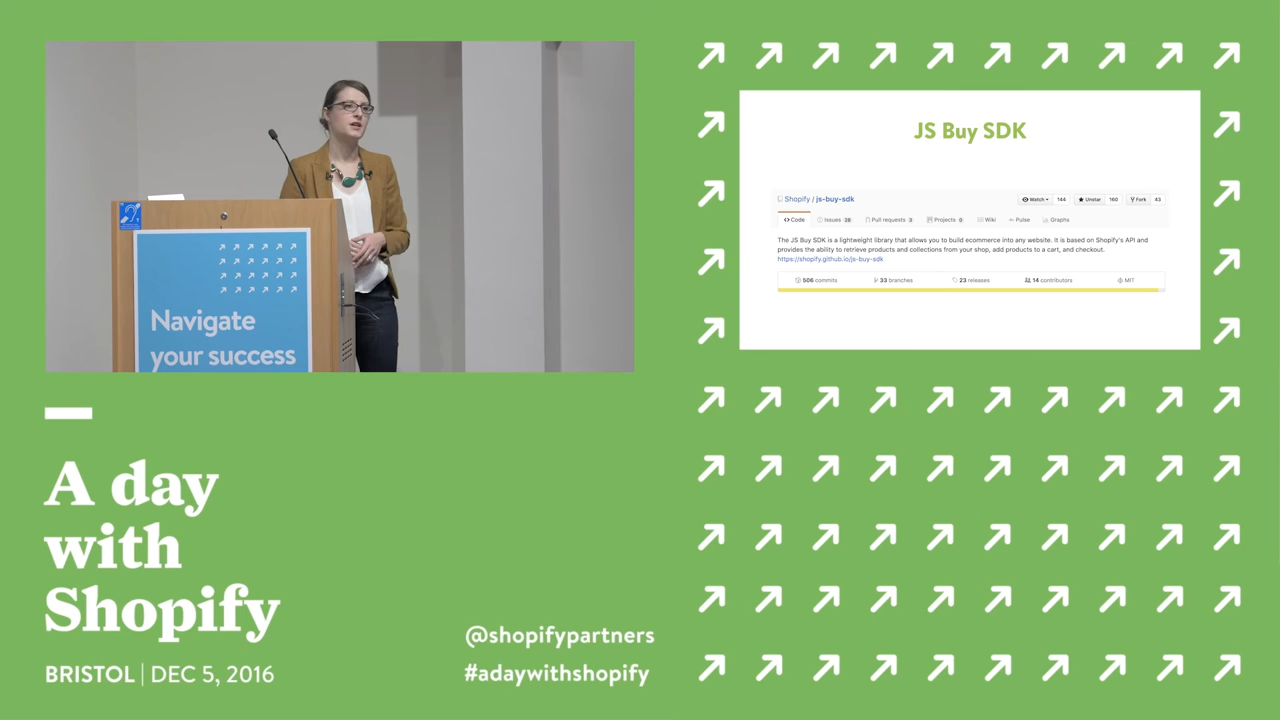 Navigate
your success
A day
with
Shopify
BRISTOL | DEC 5, 2016
@shopifypartners
#adaywithshopify
JS Buy SDK
Shopify / js-buy-sdk
Watch 144 Unstar 160 Fork 43
Code Issues 28 Pull requests 3 Projects 0 Wiki Pulse Graphs
The JS Buy SDK is a lightweight library that allows you to build ecommerce into any website. It is based on Shopify's API and
provides the ability to retrieve products and collections from your shop, add products to a cart, and checkout.
https://shopify.github.io/js-buy-sdk
506 commits 33 branches 23 releases 14 contributors MIT